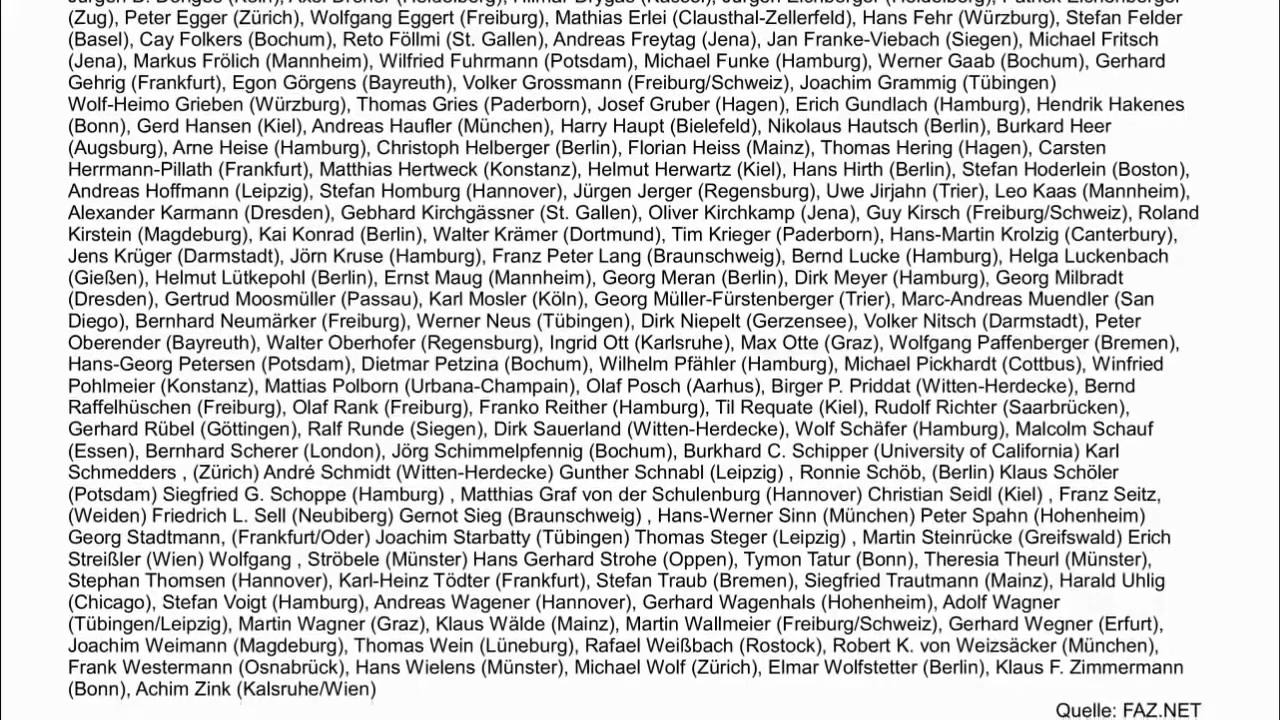 Jürgen B. Donges (Köln), Axel Dreher (Heidelberg), Hilmar Drygas (Kassel), Jürgen Eichberger (Heidelberg), Patrick Eichenberger
(Zug), Peter Egger (Zürich), Wolfgang Eggert (Freiburg), Mathias Erlei (Clausthal-Zellerfeld), Hans Fehr (Würzburg), Stefan Felder
(Basel), Cay Folkers (Bochum), Reto Föllmi (St. Gallen), Andreas Freytag (Jena), Jan Franke-Viebach (Siegen), Michael Fritsch
(Jena), Markus Frölich (Mannheim), Wilfried Fuhrmann (Potsdam), Michael Funke (Hamburg), Werner Gaab (Bochum), Gerhard
Gehrig (Frankfurt), Egon Görgens (Bayreuth), Volker Grossmann (Freiburg/Schweiz), Joachim Grammig (Tübingen)
Wolf-Heimo Grieben (Würzburg), Thomas Gries (Paderborn), Josef Gruber (Hagen), Erich Gundlach (Hamburg), Hendrik Hakenes
(Bonn), Gerd Hansen (Kiel), Andreas Haufler (München), Harry Haupt (Bielefeld), Nikolaus Hautsch (Berlin), Burkard Heer
(Augsburg), Arne Heise (Hamburg), Christoph Helberger (Berlin), Florian Heiss (Mainz), Thomas Hering (Hagen), Carsten
Herrmann-Pillath (Frankfurt), Matthias Hertweck (Konstanz), Helmut Herwartz (Kiel), Hans Hirth (Berlin), Stefan Hoderlein (Boston),
Andreas Hoffmann (Leipzig), Stefan Homburg (Hannover), Jürgen Jerger (Regensburg), Uwe Jirjahn (Trier), Leo Kaas (Mannheim),
Alexander Karmann (Dresden), Gebhard Kirchgässner (St. Gallen), Oliver Kirchkamp (Jena), Guy Kirsch (Freiburg/Schweiz), Roland
Kirstein (Magdeburg), Kai Konrad (Berlin), Walter Krämer (Dortmund), Tim Krieger (Paderborn), Hans-Martin Krolzig (Canterbury),
Jens Krüger (Darmstadt), Jörn Kruse (Hamburg), Franz Peter Lang (Braunschweig), Bernd Lucke (Hamburg), Helga Luckenbach
(Gießen), Helmut Lütkepohl (Berlin), Ernst Maug (Mannheim), Georg Meran (Berlin), Dirk Meyer (Hamburg), Georg Milbradt
(Dresden), Gertrud Moosmüller (Passau), Karl Mosler (Köln), Georg Müller-Fürstenberger (Trier), Marc-Andreas Muendler (San
Diego), Bernhard Neumärker (Freiburg), Werner Neus (Tübingen), Dirk Niepelt (Gerzensee), Volker Nitsch (Darmstadt), Peter
Oberender (Bayreuth), Walter Oberhofer (Regensburg), Ingrid Ott (Karlsruhe), Max Otte (Graz), Wolfgang Paffenberger (Bremen),
Hans-Georg Petersen (Potsdam), Dietmar Petzina (Bochum), Wilhelm Pfähler (Hamburg), Michael Pickhardt (Cottbus), Winfried
Pohlmeier (Konstanz), Mattias Polborn (Urbana-Champain), Olaf Posch (Aarhus), Birger P. Priddat (Witten-Herdecke), Bernd
Raffelhüschen (Freiburg), Olaf Rank (Freiburg), Franko Reither (Hamburg), Til Requate (Kiel), Rudolf Richter (Saarbrücken),
Gerhard Rübel (Göttingen), Ralf Runde (Siegen), Dirk Sauerland (Witten-Herdecke), Wolf Schäfer (Hamburg), Malcolm Schauf
(Essen), Bernhard Scherer (London), Jörg Schimmelpfennig (Bochum), Burkhard C. Schipper (University of California) Karl
Schmedders , (Zürich) André Schmidt (Witten-Herdecke) Gunther Schnabl (Leipzig) , Ronnie Schöb, (Berlin) Klaus Schöler
(Potsdam) Siegfried G. Schoppe (Hamburg) , Matthias Graf von der Schulenburg (Hannover) Christian Seidl (Kiel) , Franz Seitz,
(Weiden) Friedrich L. Sell (Neubiberg) Gernot Sieg (Braunschweig) , Hans-Werner Sinn (München) Peter Spahn (Hohenheim)
Georg Stadtmann, (Frankfurt/Oder) Joachim Starbatty (Tübingen) Thomas Steger (Leipzig) , Martin Steinrücke (Greifswald) Erich
Streißler (Wien) Wolfgang , Ströbele (Münster) Hans Gerhard Strohe (Oppen), Tymon Tatur (Bonn), Theresia Theurl (Münster),
Stephan Thomsen (Hannover), Karl-Heinz Tödter (Frankfurt), Stefan Traub (Bremen), Siegfried Trautmann (Mainz), Harald Uhlig
(Chicago), Stefan Voigt (Hamburg), Andreas Wagener (Hannover), Gerhard Wagenhals (Hohenheim), Adolf Wagner
(Tübingen/Leipzig), Martin Wagner (Graz), Klaus Wälde (Mainz), Martin Wallmeier (Freiburg/Schweiz), Gerhard Wegner (Erfurt),
Joachim Weimann (Magdeburg), Thomas Wein (Lüneburg), Rafael Weißbach (Rostock), Robert K. von Weizsäcker (München),
Frank Westermann (Osnabrück), Hans Wielens (Münster), Michael Wolf (Zürich), Elmar Wolfstetter (Berlin), Klaus F. Zimmermann
(Bonn), Achim Zink (Kalsruhe/Wien)
Quelle: FAZ.NET